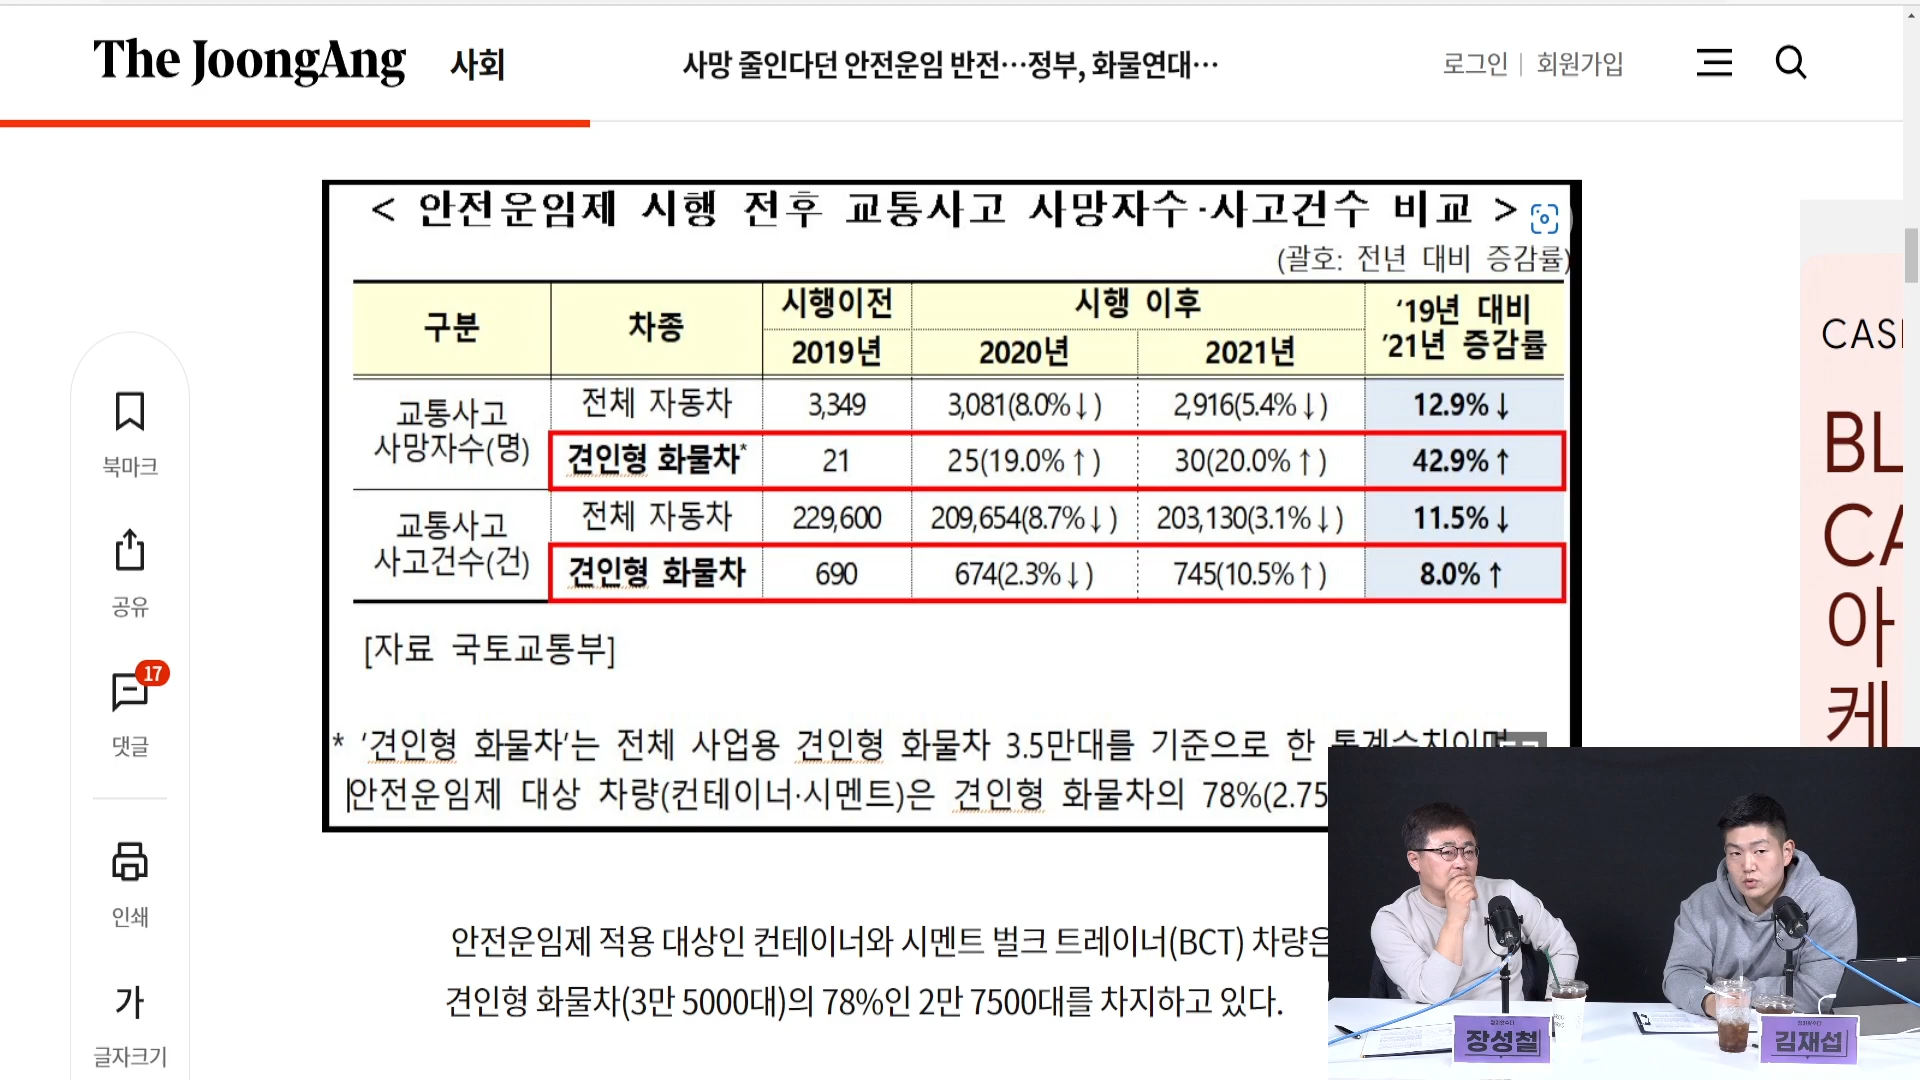 The JoongAng
사회
사망 줄인다던 안전운임 반전…정부, 화물연대…
로그인 | 회원가입
< 안전운임제 시행 전후 교통사고 사망자수·사고건수 비교 >
(괄호: 전년 대비 증감률)
구분 차종 시행이전 시행 이후 '19년 대비 '21년 증감률
2019년 2020년 2021년
교통사고 사망자수(명) 전체 자동차 3,349 3,081(8.0%↓) 2,916(5.4%↓) 12.9%↓
견인형 화물차* 21 25(19.0%↑) 30(20.0%↑) 42.9%↑
교통사고 사고건수(건) 전체 자동차 229,600 209,654(8.7%↓) 203,130(3.1%↓) 11.5%↓
견인형 화물차 690 674(2.3%↓) 745(10.5%↑) 8.0%↑
[자료 국토교통부]
* '견인형 화물차'는 전체 사업용 견인형 화물차 3.5만대를 기준으로 한 통계수치이며
안전운임제 대상 차량(컨테이너·시멘트)은 견인형 화물차의 78%(2.75
안전운임제 적용 대상인 컨테이너와 시멘트 벌크 트레이너(BCT) 차량은
견인형 화물차(3만 5000대)의 78%인 2만 7500대를 차지하고 있다.
북마크
공유
17
댓글
인쇄
가
글자크기
CAS
BL
CA
아
케
장성철
김재섭